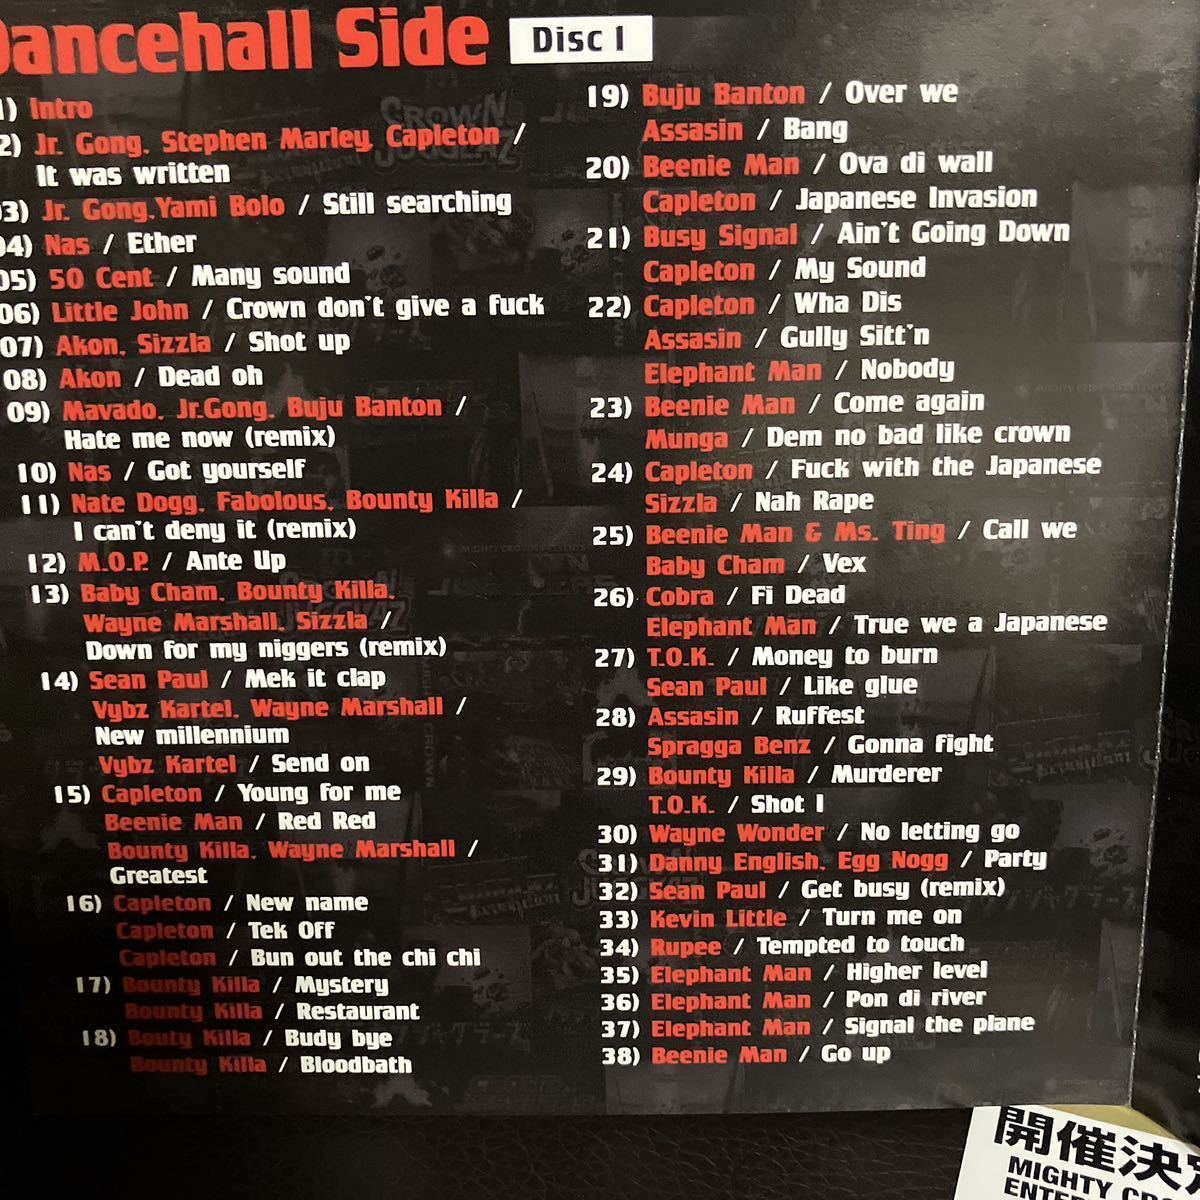 Dancehall Side Disc 1
1) Intro
2) Jr. Gong, Stephen Marley, Capleton /
It was written
03) Jr. Gong,Yami Bolo / Still searching
04) Nas / Ether
05) 50 Cent / Many sound
06) Little John / Crown don't give a fuck
07) Akon, Sizzla / Shot up
08) Akon / Dead oh
09) Mavado, Jr.Gong, Buju Banton /
Hate me now (remix)
10) Nas / Got yourself
11) Nate Dogg, Fabolous, Bounty Killa /
I can't deny it (remix)
12) M.O.P. / Ante Up
13) Baby Cham, Bounty Killa,
Wayne Marshall, Sizzla /
Down for my niggers (remix)
14) Sean Paul / Mek it clap
Vybz Kartel, Wayne Marshall /
New millennium
Vybz Kartel / Send on
15) Capleton / Young for me
Beenie Man / Red Red
Bounty Killa, Wayne Marshall /
Greatest
16) Capleton / New name
Capleton / Tek Off
Capleton / Bun out the chi chi
17) Bounty Killa / Mystery
Bounty Killa / Restaurant
18) Bouty Killa / Budy bye
Bounty Killa / Bloodbath
19) Buju Banton / Over we
Assasin / Bang
20) Beenie Man / Ova di wall
Capleton / Japanese Invasion
21) Busy Signal / Ain't Going Down
Capleton / My Sound
22) Capleton / Wha Dis
Assasin / Gully Sitt'n
Elephant Man / Nobody
23) Beenie Man / Come again
Munga / Dem no bad like crown
24) Capleton / Fuck with the Japanese
Sizzla / Nah Rape
25) Beenie Man & Ms. Ting / Call we
Baby Cham / Vex
26) Cobra / Fi Dead
Elephant Man / True we a Japanese
27) T.O.K. / Money to burn
Sean Paul / Like glue
28) Assasin / Ruffest
Spragga Benz / Gonna fight
29) Bounty Killa / Murderer
T.O.K. / Shot I
30) Wayne Wonder / No letting go
31) Danny English, Egg Nogg / Party
32) Sean Paul / Get busy (remix)
33) Kevin Little / Turn me on
34) Rupee / Tempted to touch
35) Elephant Man / Higher level
36) Elephant Man / Pon di river
37) Elephant Man / Signal the plane
38) Beenie Man / Go up
開催決定
MIGHTY